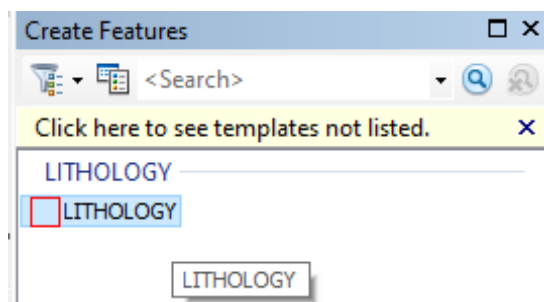 Create Features
<Search>
Click here to see templates not listed.
LITHOLOGY
LITHOLOGY
LITHOLOGY